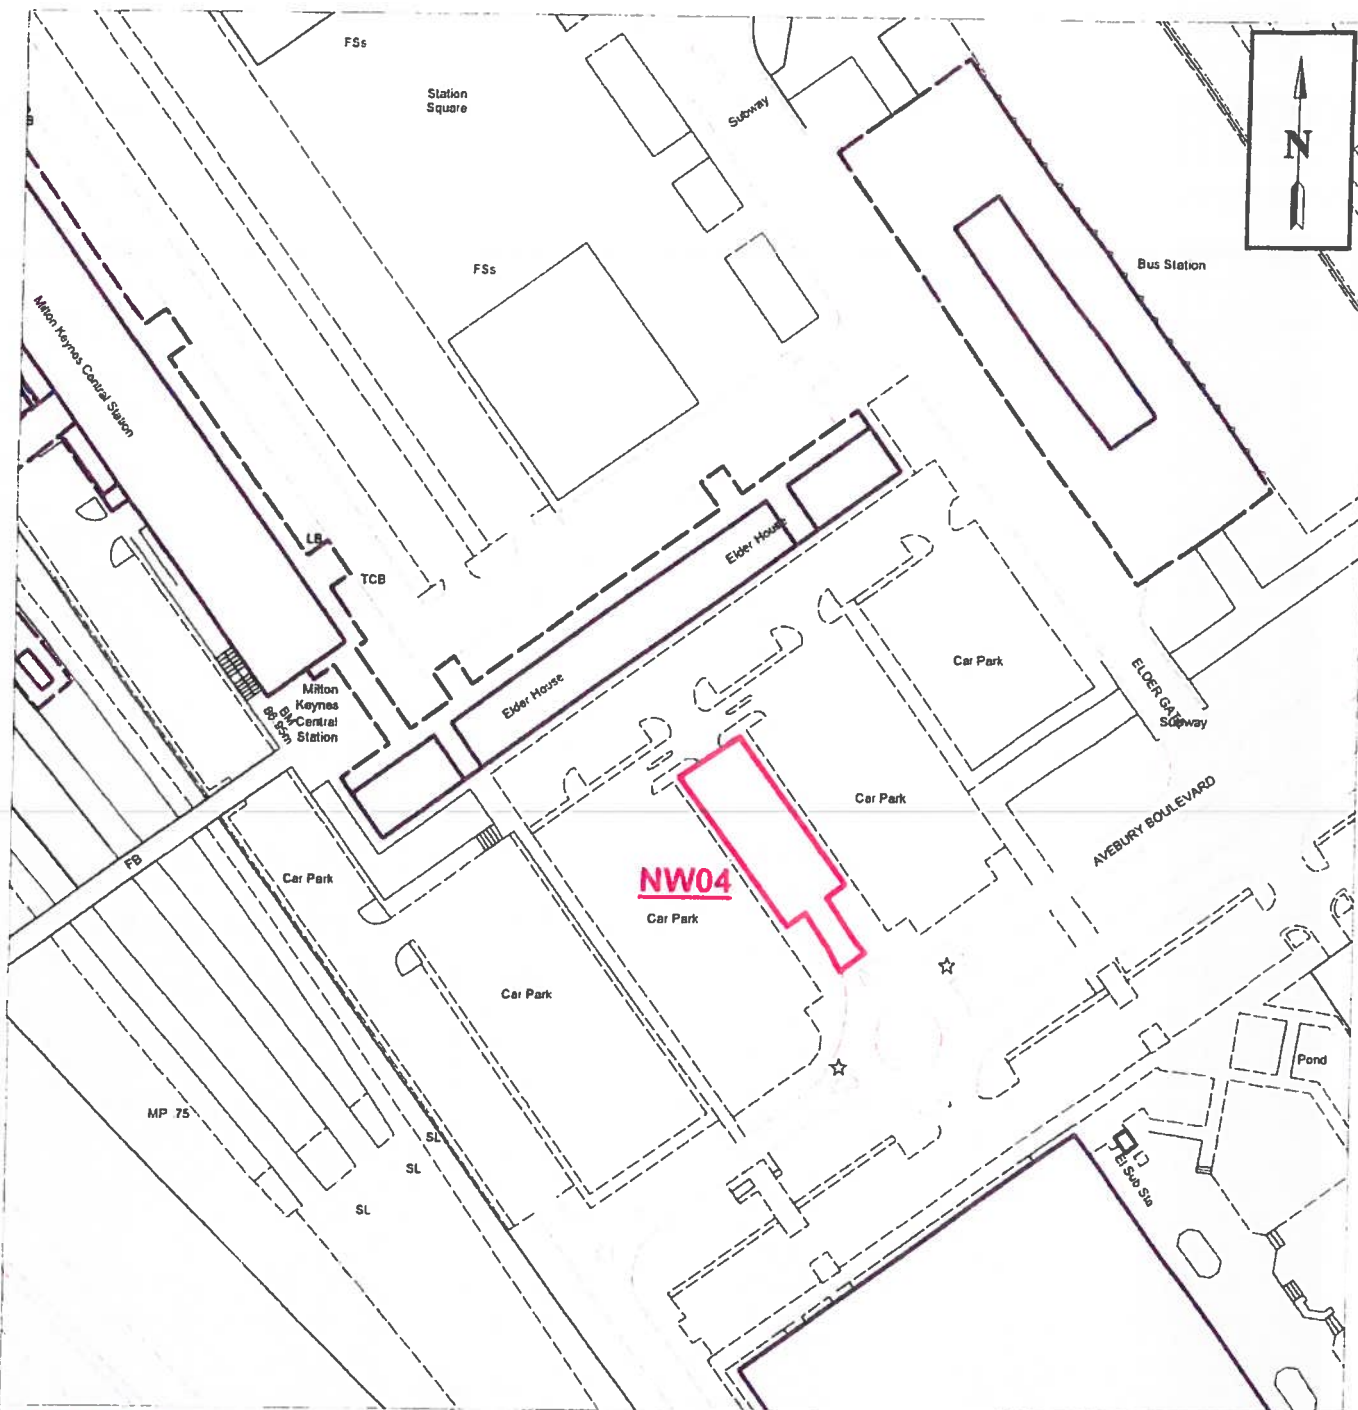 FSs
Station
Square
Subway
N
B
FSs
Bus Station
Milton Keynes Central Station
LB
TCB
Elder House
Elder House
Milton
Keynes
Central
Station
BM
86.95m
Car Park
ELDER GATE
Subway
Car Park
AVEBURY BOULEVARD
FB
Car Park
NW04
Car Park
Car Park
Pond
MP .75
SL
SL
SL
El Sub Sta